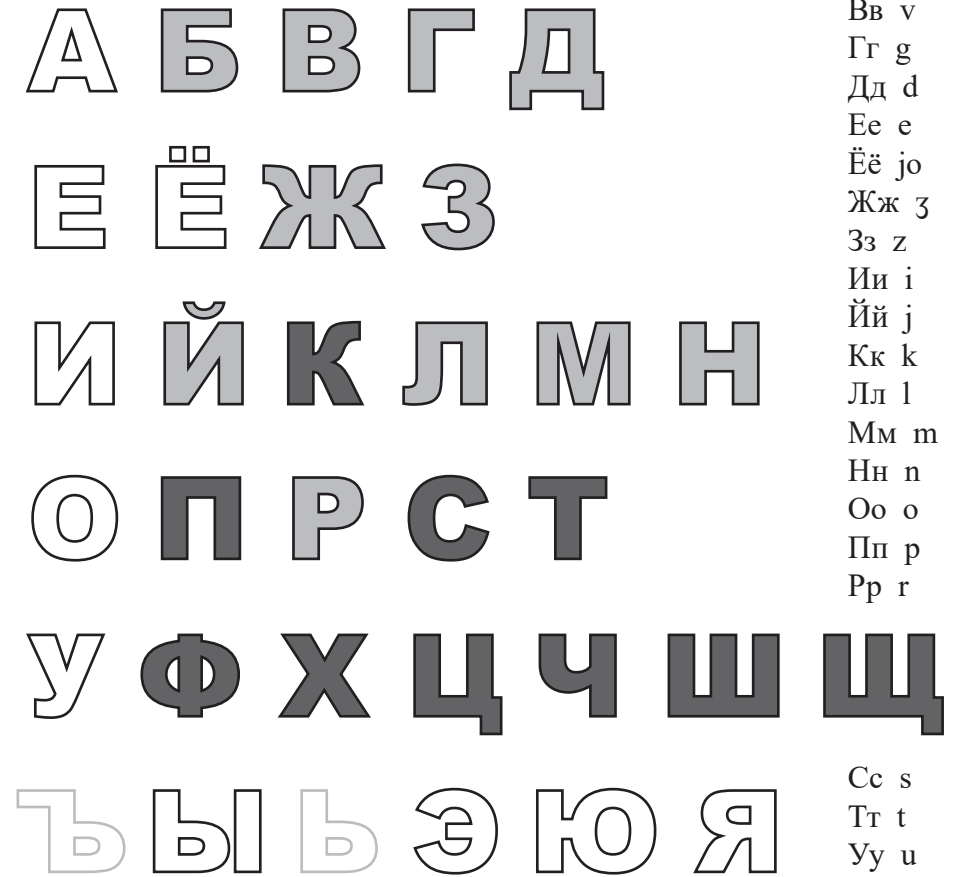 А Б В Г Д
Е Ё Ж З
И Й К Л М Н
О П Р С Т
У Ф Х Ц Ч Ш Щ
Ъ Ы Ь Э Ю Я
Вв v
Гг g
Дд d
Ее e
Ёё jo
Жж ʒ
Зз z
Ии i
Йй j
Кк k
Лл l
Мм m
Нн n
Оо o
Пп p
Рр r
Сс s
Тт t
Уу u